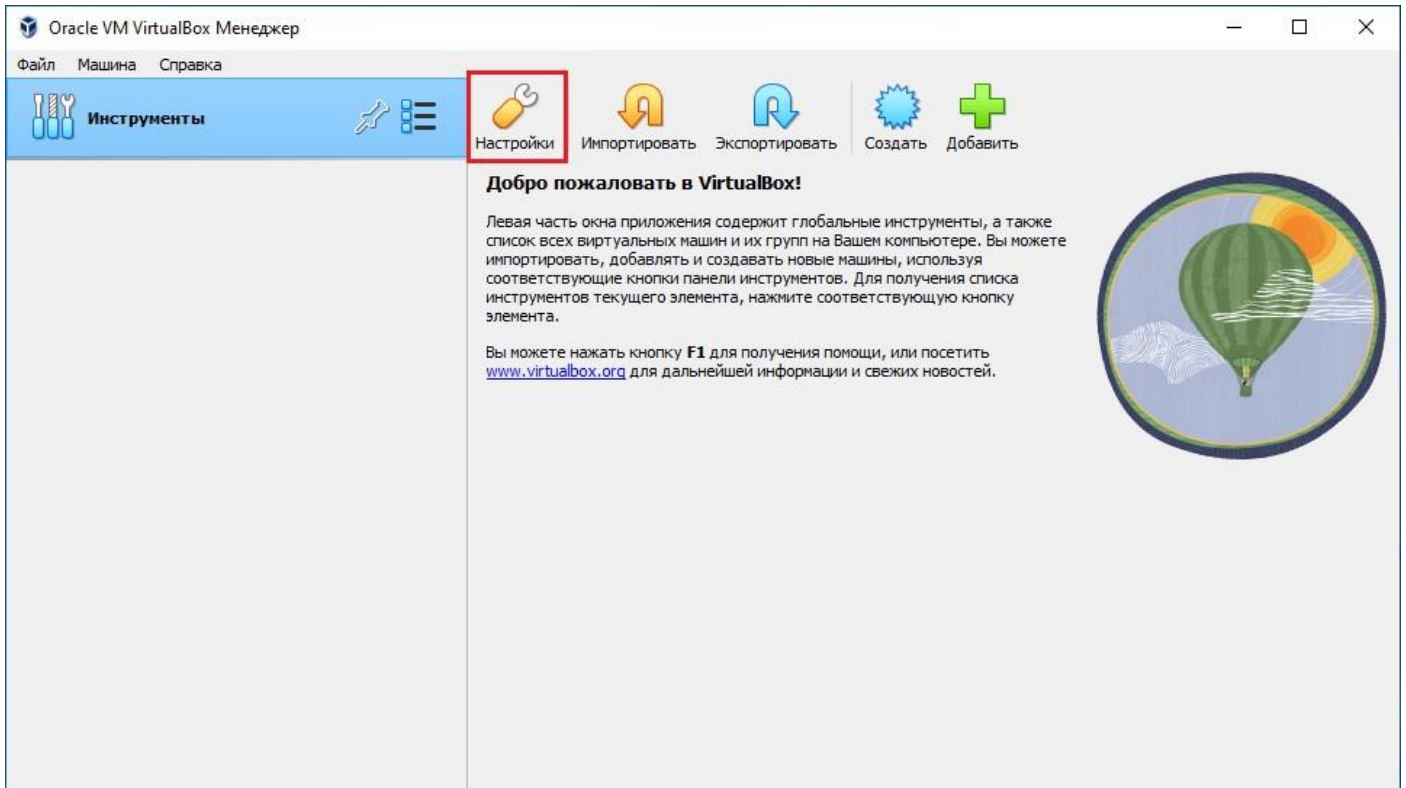 Oracle VM VirtualBox Менеджер
Файл Машина Справка
Инструменты
Настройки Импортировать Экспортировать Создать Добавить
Добро пожаловать в VirtualBox!
Левая часть окна приложения содержит глобальные инструменты, а также
список всех виртуальных машин и их групп на Вашем компьютере. Вы можете
импортировать, добавлять и создавать новые машины, используя
соответствующие кнопки панели инструментов. Для получения списка
инструментов текущего элемента, нажмите соответствующую кнопку
элемента.
Вы можете нажать кнопку F1 для получения помощи, или посетить
www.virtualbox.org для дальнейшей информации и свежих новостей.